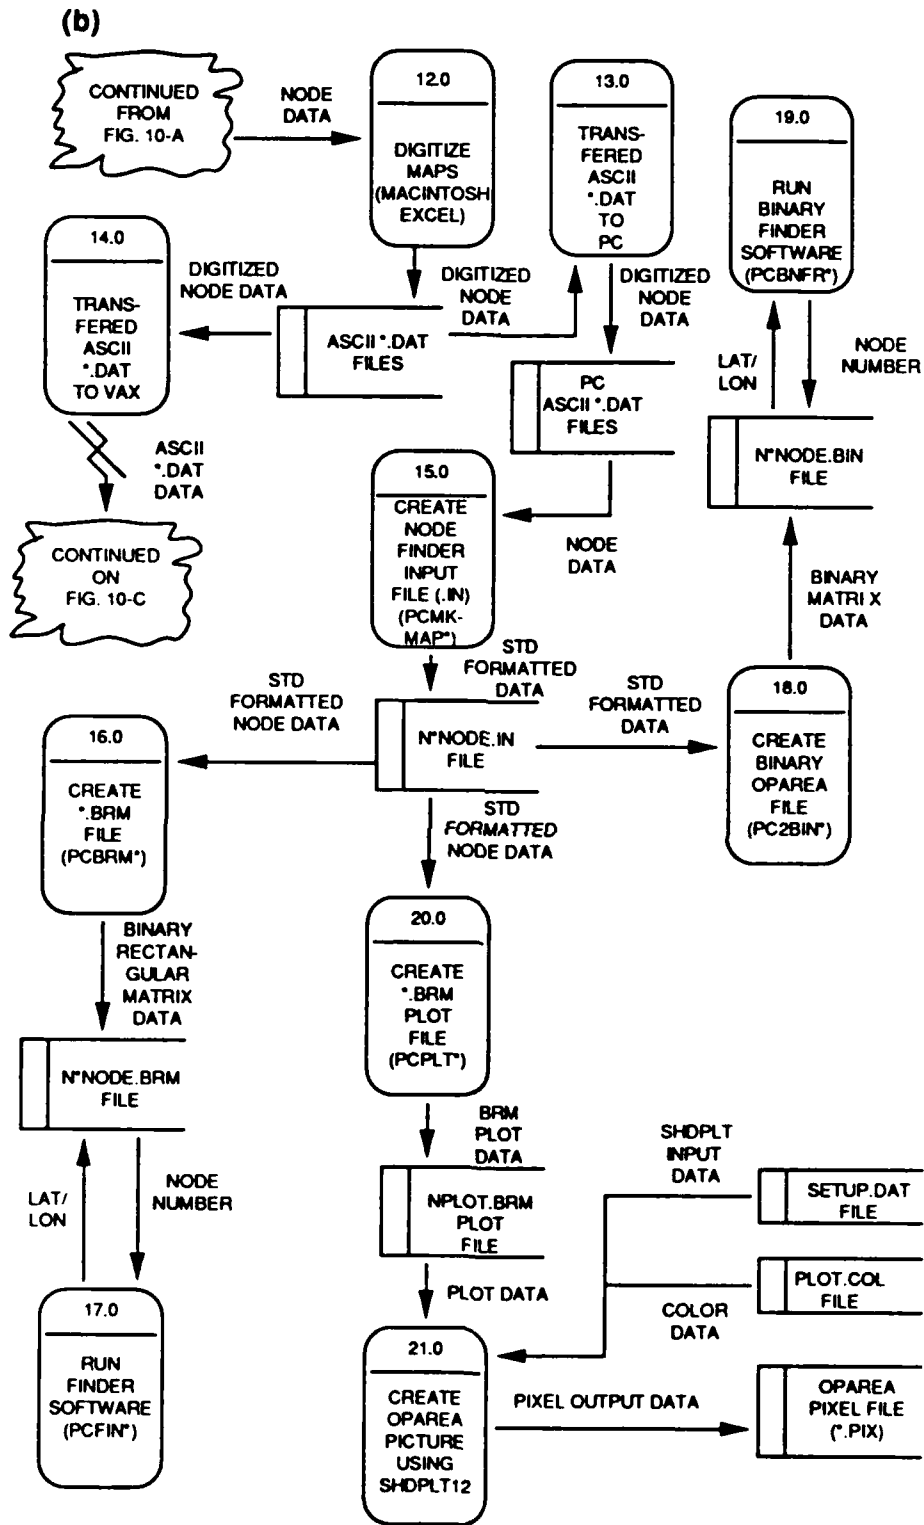 (b)
CONTINUED
FROM
FIG. 10-A
NODE
DATA
12.0
DIGITIZE
MAPS
(MACINTOSH
EXCEL)
13.0
TRANS-
FERED
ASCII
*.DAT
TO
PC
19.0
RUN
BINARY
FINDER
SOFTWARE
(PCBNFR*)
14.0
TRANS-
FERED
ASCII
*.DAT
TO VAX
DIGITIZED
NODE DATA
ASCII *.DAT
FILES
DIGITIZED
NODE
DATA
DIGITIZED
NODE DATA
PC
ASCII *.DAT
FILES
LAT/
LON
NODE
NUMBER
N*NODE.BIN
FILE
ASCII
*.DAT
DATA
CONTINUED
ON
FIG. 10-C
15.0
CREATE
NODE
FINDER
INPUT
FILE (.IN)
(PCMK-
MAP*)
NODE
DATA
BINARY
MATRIX
DATA
STD
FORMATTED
DATA
STD
FORMATTED
NODE DATA
N*NODE.IN
FILE
STD
FORMATTED
DATA
18.0
CREATE
BINARY
OPAREA
FILE
(PC2BIN*)
16.0
CREATE
*.BRM
FILE
(PCBRM*)
STD
FORMATTED
NODE DATA
20.0
CREATE
*.BRM
PLOT
FILE
(PCPLT*)
BINARY
RECTAN-
GULAR
MATRIX
DATA
N*NODE.BRM
FILE
LAT/
LON
NODE
NUMBER
17.0
RUN
FINDER
SOFTWARE
(PCFIN*)
BRM
PLOT
DATA
NPLOT.BRM
PLOT
FILE
PLOT DATA
SHDPLT
INPUT
DATA
SETUP.DAT
FILE
PLOT.COL
FILE
COLOR
DATA
21.0
CREATE
OPAREA
PICTURE
USING
SHDPLT12
PIXEL OUTPUT DATA
OPAREA
PIXEL FILE
(*.PIX)